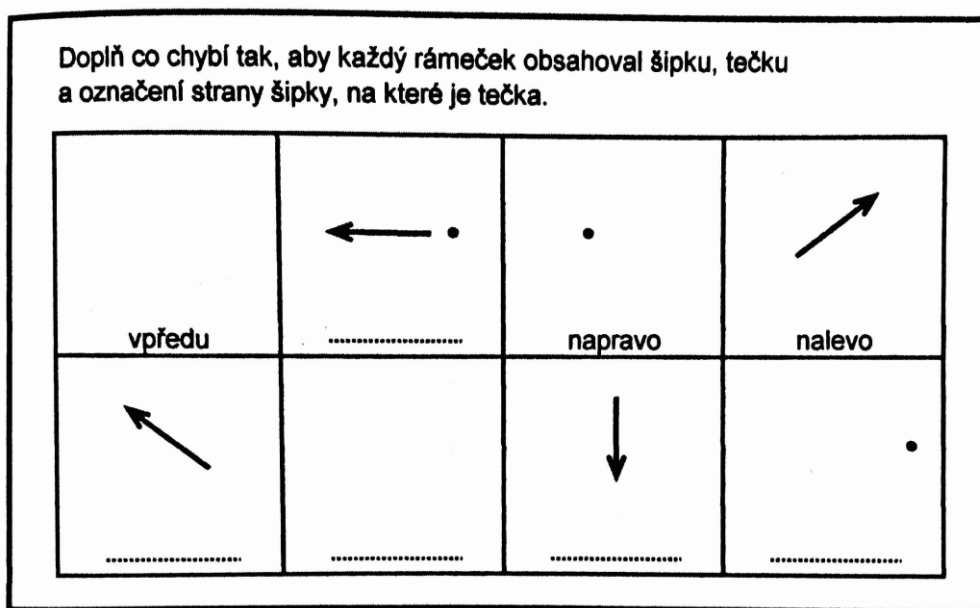 Doplň co chybí tak, aby každý rámeček obsahoval šipku, tečku
a označení strany šipky, na které je tečka.
vpředu
....................
napravo
nalevo
....................
....................
....................
....................